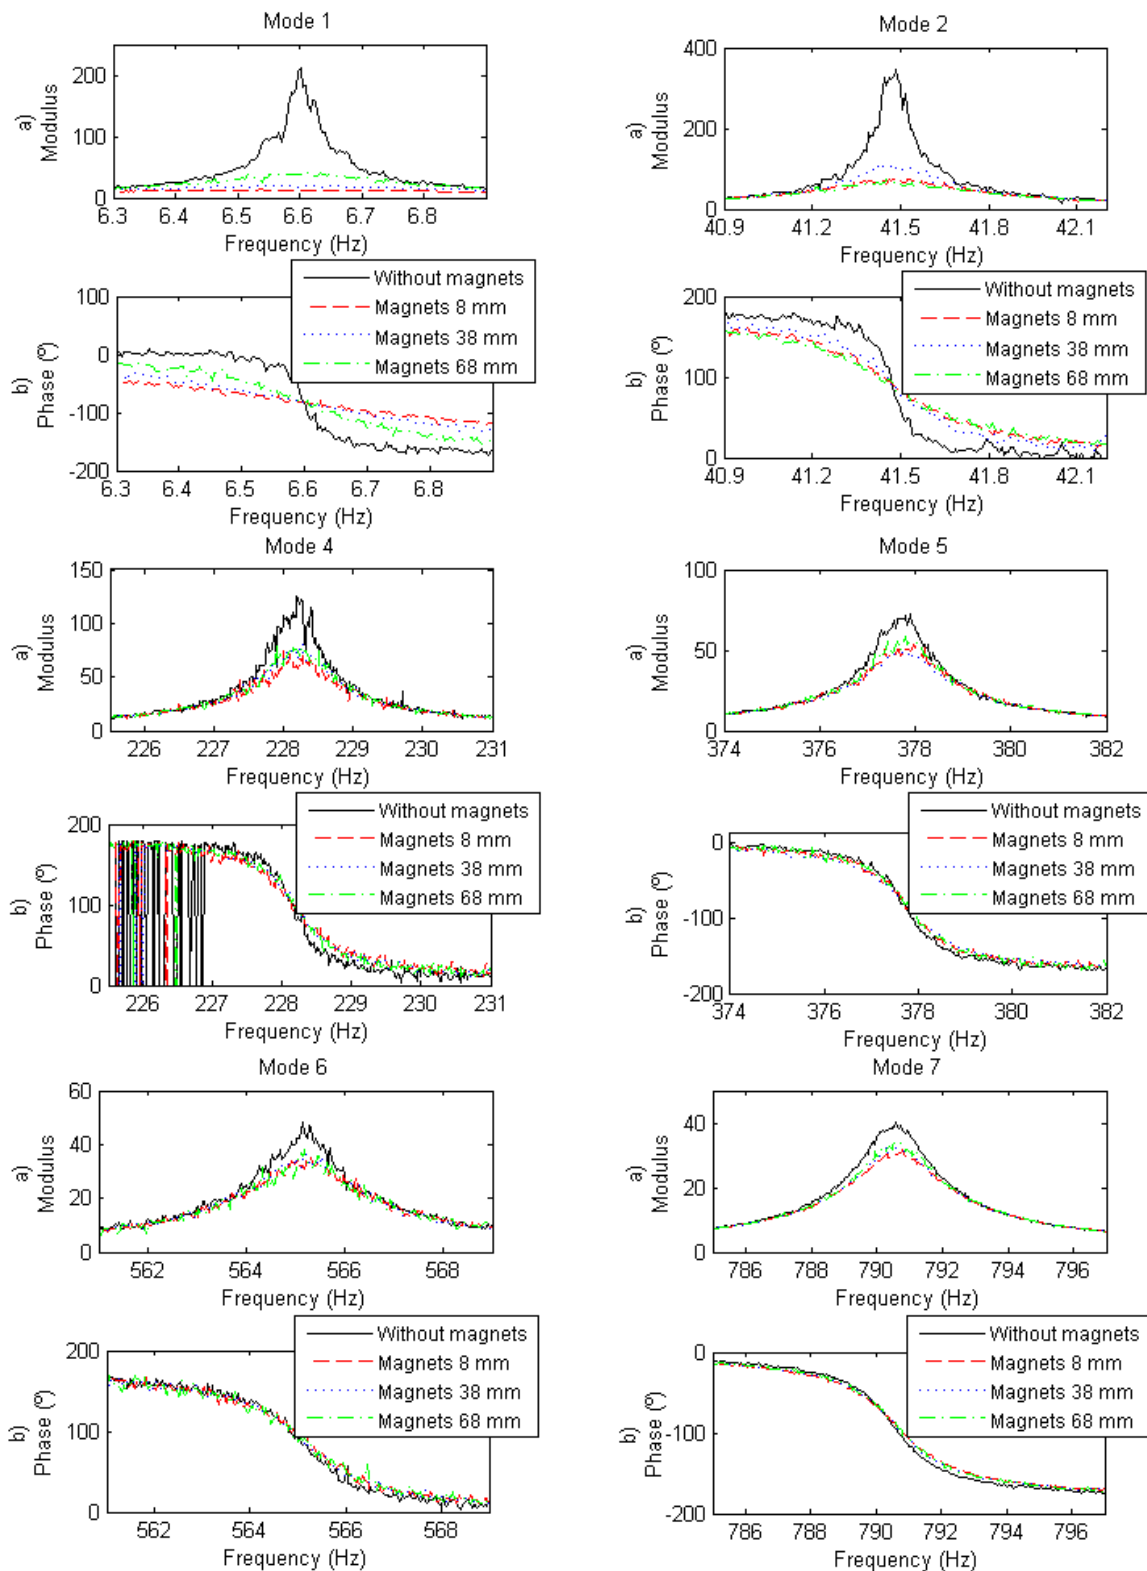 Mode 1
200
100
0
a)
Modulus
6.3
6.4
6.5
6.6
6.7
6.8
Frequency (Hz)
Mode 2
400
200
0
a)
Modulus
40.9
41.2
41.5
41.8
42.1
Frequency (Hz)
100
0
-100
-200
b)
Phase (º)
Without magnets
Magnets 8 mm
Magnets 38 mm
Magnets 68 mm
6.3
6.4
6.5
6.6
6.7
6.8
Frequency (Hz)
200
100
0
b)
Phase (º)
Without magnets
Magnets 8 mm
Magnets 38 mm
Magnets 68 mm
40.9
41.2
41.5
41.8
42.1
Frequency (Hz)
Mode 4
150
100
50
0
a)
Modulus
226
227
228
229
230
231
Frequency (Hz)
Mode 5
100
50
0
a)
Modulus
374
376
378
380
382
Frequency (Hz)
200
100
0
b)
Phase (º)
Without magnets
Magnets 8 mm
Magnets 38 mm
Magnets 68 mm
226
227
228
229
230
231
Frequency (Hz)
0
-100
-200
b)
Phase (º)
Without magnets
Magnets 8 mm
Magnets 38 mm
Magnets 68 mm
374
376
378
380
382
Frequency (Hz)
Mode 6
60
40
20
0
a)
Modulus
562
564
566
568
Frequency (Hz)
Mode 7
40
20
0
a)
Modulus
786
788
790
792
794
796
Frequency (Hz)
200
100
0
b)
Phase (º)
Without magnets
Magnets 8 mm
Magnets 38 mm
Magnets 68 mm
562
564
566
568
Frequency (Hz)
0
-100
-200
b)
Phase (º)
Without magnets
Magnets 8 mm
Magnets 38 mm
Magnets 68 mm
786
788
790
792
794
796
Frequency (Hz)